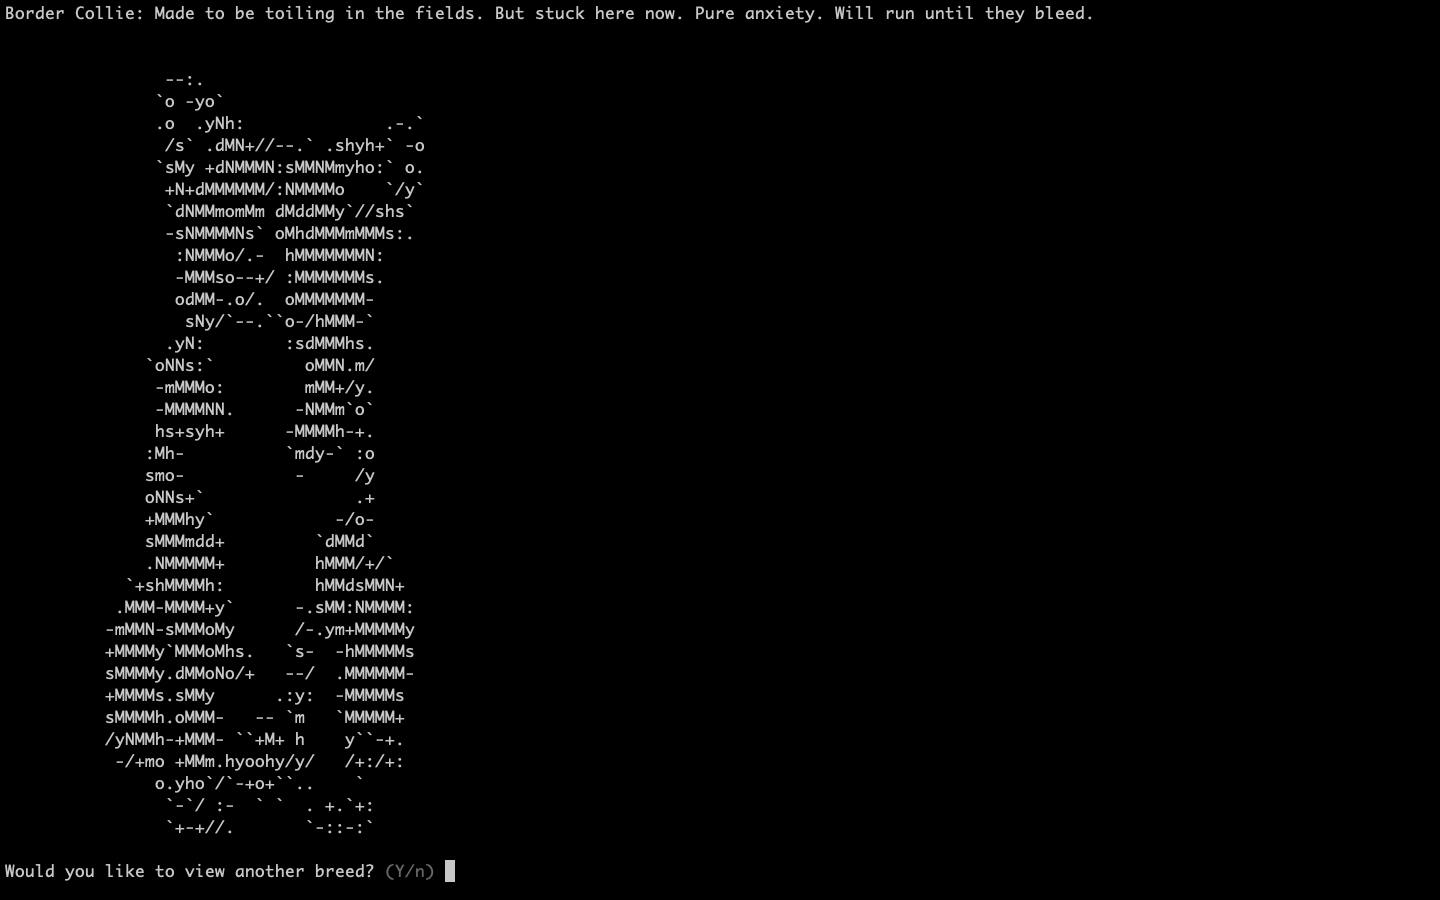 Border Collie: Made to be toiling in the fields. But stuck here now. Pure anxiety. Will run until they bleed.
                --:.
               `o -yo`
               .o  .yNh:              .-.`
                /s` .dMN+//--.` .shyh+` -o
               `sMy +dNMMMN:sMMNMmyho:` o.
                +N+dMMMMMM/:NMMMMo    `/y`
                `dNMMmomMm dMddMMy`//shs`
                -sNMMMMNs` oMhdMMMmMMMs:.
                 :NMMMo/.-  hMMMMMMMN:
                 -MMMso--+/ :MMMMMMMs.
                 odMM-.o/.  oMMMMMMM-
                  sNy/`--.``o-/hMMM-`
                .yN:        :sdMMMhs.
              `oNNs:`         oMMN.m/
               -mMMMo:        mMM+/y.
               -MMMMNN.      -NMMm`o`
               hs+syh+      -MMMMh-+.
              :Mh-          `mdy-` :o
              smo-           -     /y
              oNNs+`               .+
              +MMMhy`            -/o-
              sMMMmdd+         `dMMd`
              .NMMMMM+         hMMM/+/`
            `+shMMMMh:         hMMdsMMN+
           .MMM-MMMM+y`      -.sMM:NMMMM:
          -mMMN-sMMMoMy      /-.ym+MMMMMy
          +MMMMy`MMMoMhs.   `s-  -hMMMMMs
          sMMMMy.dMMoNo/+   --/  .MMMMMM-
          +MMMMs.sMMy      .:y:  -MMMMMs
          sMMMMh.oMMM-   -- `m   `MMMMM+
          /yNMMh-+MMM- ``+M+ h    y``-+.
           -/+mo +MMm.hyoohy/y/   /+:/+:
               o.yho`/`-+o+``..    `
                `-`/ :-  ` `  . +.`+:
                `+-+//.       `-::-:`
Would you like to view another breed? (Y/n)